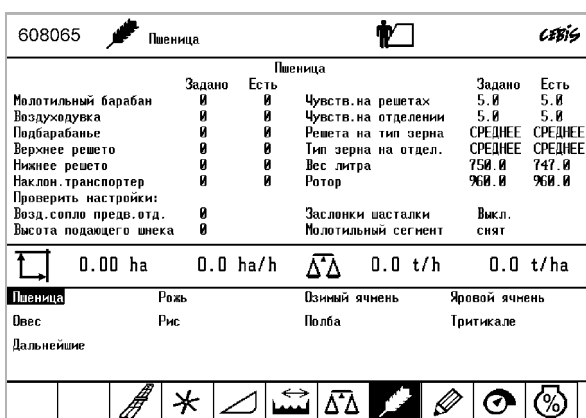 608065 Пшеница CEBIS
Пшеница
Задано Есть Задано Есть
Молотильный барабан 0 0 Чувств.на решетах 5.0 5.0
Воздуходувка 0 0 Чувств.на отделении 5.0 5.0
Подбарабанье 0 0 Решета на тип зерна СРЕДНЕЕ СРЕДНЕЕ
Верхнее решето 0 0 Тип зерна на отдел. СРЕДНЕЕ СРЕДНЕЕ
Нижнее решето 0 0 Вес литра 750.0 747.0
Наклон.транспортер 0 0 Ротор 960.0 960.0
Проверить настройки:
Возд.сопло предв.отд. 0 Заслонки шасталки Выкл.
Высота подающего шнека 0 Молотильный сегмент снят
0.00 ha 0.0 ha/h 0.0 t/h 0.0 t/ha
Пшеница Рожь Озимый ячмень Яровой ячмень
Овес Рис Полба Тритикале
Дальнейшие
%